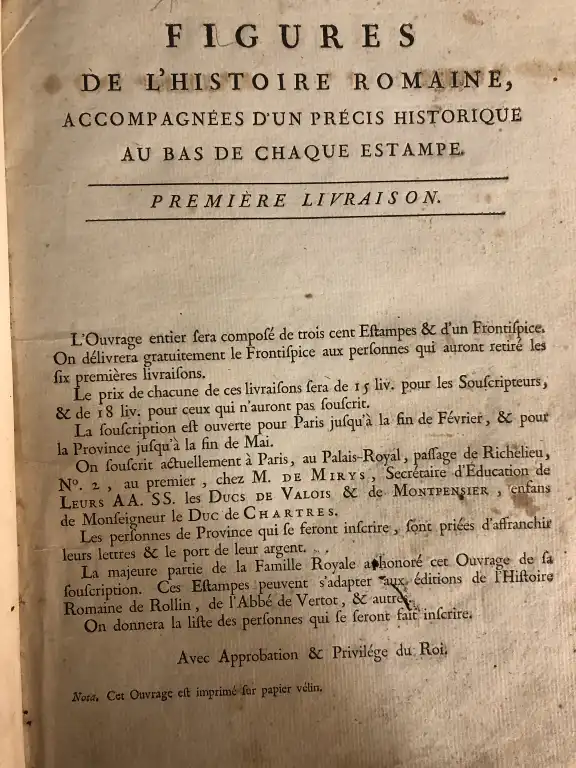 FIGURES
DE L'HISTOIRE ROMAINE,
ACCOMPAGNÉES D'UN PRÉCIS HISTORIQUE
AU BAS DE CHAQUE ESTAMPE.
PREMIÈRE LIVRAISON.
L'Ouvrage entier ſera compoſé de trois cent Eſtampes & d'un Frontiſpice.
On délivrera gratuitement le Frontiſpice aux perſonnes qui auront retiré les
ſix premières livraiſons.
Le prix de chacune de ces livraiſons ſera de 15 liv. pour les Souſcripteurs,
& de 18 liv. pour ceux qui n'auront pas ſouſcrit.
La ſouſcription eſt ouverte pour Paris juſqu'à la fin de Février, & pour
la Province juſqu'à la fin de Mai.
On ſouſcrit actuellement à Paris, au Palais-Royal, paſſage de Richelieu,
N°. 2, au premier, chez M. DE MIRYS, Secrétaire d'Éducation de
LEURS AA. SS. les DUCS DE VALOIS & de MONTPENSIER, enfans
de Monſeigneur le DUC DE CHARTRES.
Les perſonnes de Province qui ſe feront inſcrire, ſont priées d'affranchir
leurs lettres & le port de leur argent.
La majeure partie de la Famille Royale a honoré cet Ouvrage de ſa
ſouſcription. Ces Eſtampes peuvent s'adapter aux éditions de l'Hiſtoire
Romaine de Rollin, de l'Abbé de Vertot, & autres.
On donnera la liſte des perſonnes qui ſe ſeront fait inſcrire.
Avec Approbation & Privilége du Roi.
Nota. Cet Ouvrage eſt imprimé ſur papier vélin.